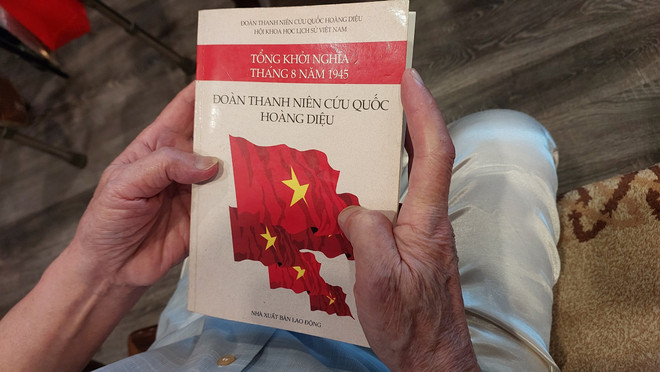 ĐOÀN THANH NIÊN CỨU QUỐC HOÀNG DIỆU
HỘI KHOA HỌC LỊCH SỬ VIỆT NAM
TỔNG KHỞI NGHĨA
THÁNG 8 NĂM 1945
ĐOÀN THANH NIÊN CỨU QUỐC
HOÀNG DIỆU
NHÀ XUẤT BẢN LAO ĐỘNG